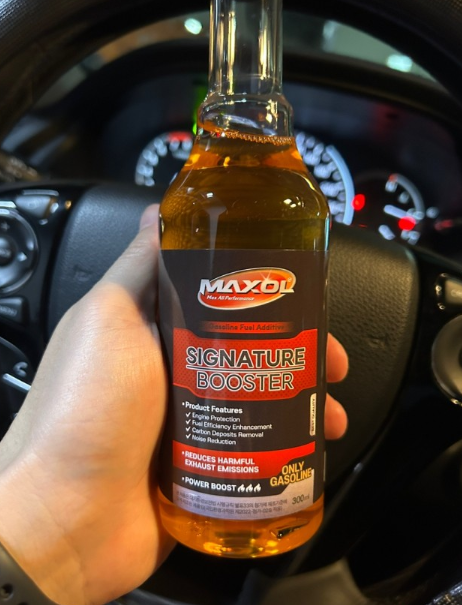 MAXOL
Max All Performance
Gasoline Fuel Additive
SIGNATURE
BOOSTER
•Product Features
✓ Engine Protection
✓ Fuel Efficiency Enhancement
✓ Carbon Deposits Removal
✓ Noise Reduction
•REDUCES HARMFUL
EXHAUST EMISSIONS
ONLY
GASOLINE
•POWER BOOST
300ml